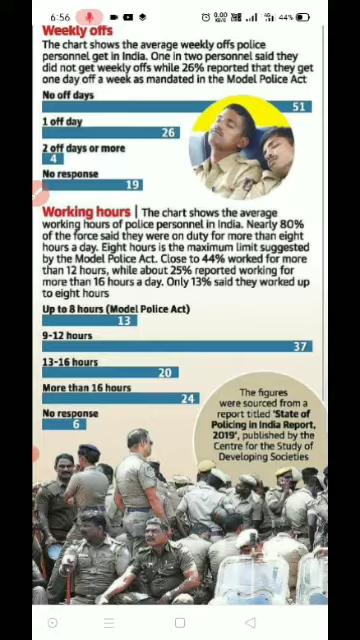 6:56
44%
Weekly offs
The chart shows the average weekly offs police
personnel get in India. One in two personnel said they
did not get weekly offs while 26% reported that they get
one day off a week as mandated in the Model Police Act
No off days
51
1 off day
26
2 off days or more
4
No response
19
Working hours | The chart shows the average
working hours of police personnel in India. Nearly 80%
of the force said they were on duty for more than eight
hours a day. Eight hours is the maximum limit suggested
by the Model Police Act. Close to 44% worked for more
than 12 hours, while about 25% reported working for
more than 16 hours a day. Only 13% said they worked up
to eight hours
Up to 8 hours (Model Police Act)
13
9-12 hours
37
13-16 hours
20
More than 16 hours
24
No response
6
The figures
were sourced from a
report titled 'State of
Policing in India Report,
2019', published by the
Centre for the Study of
Developing Societies